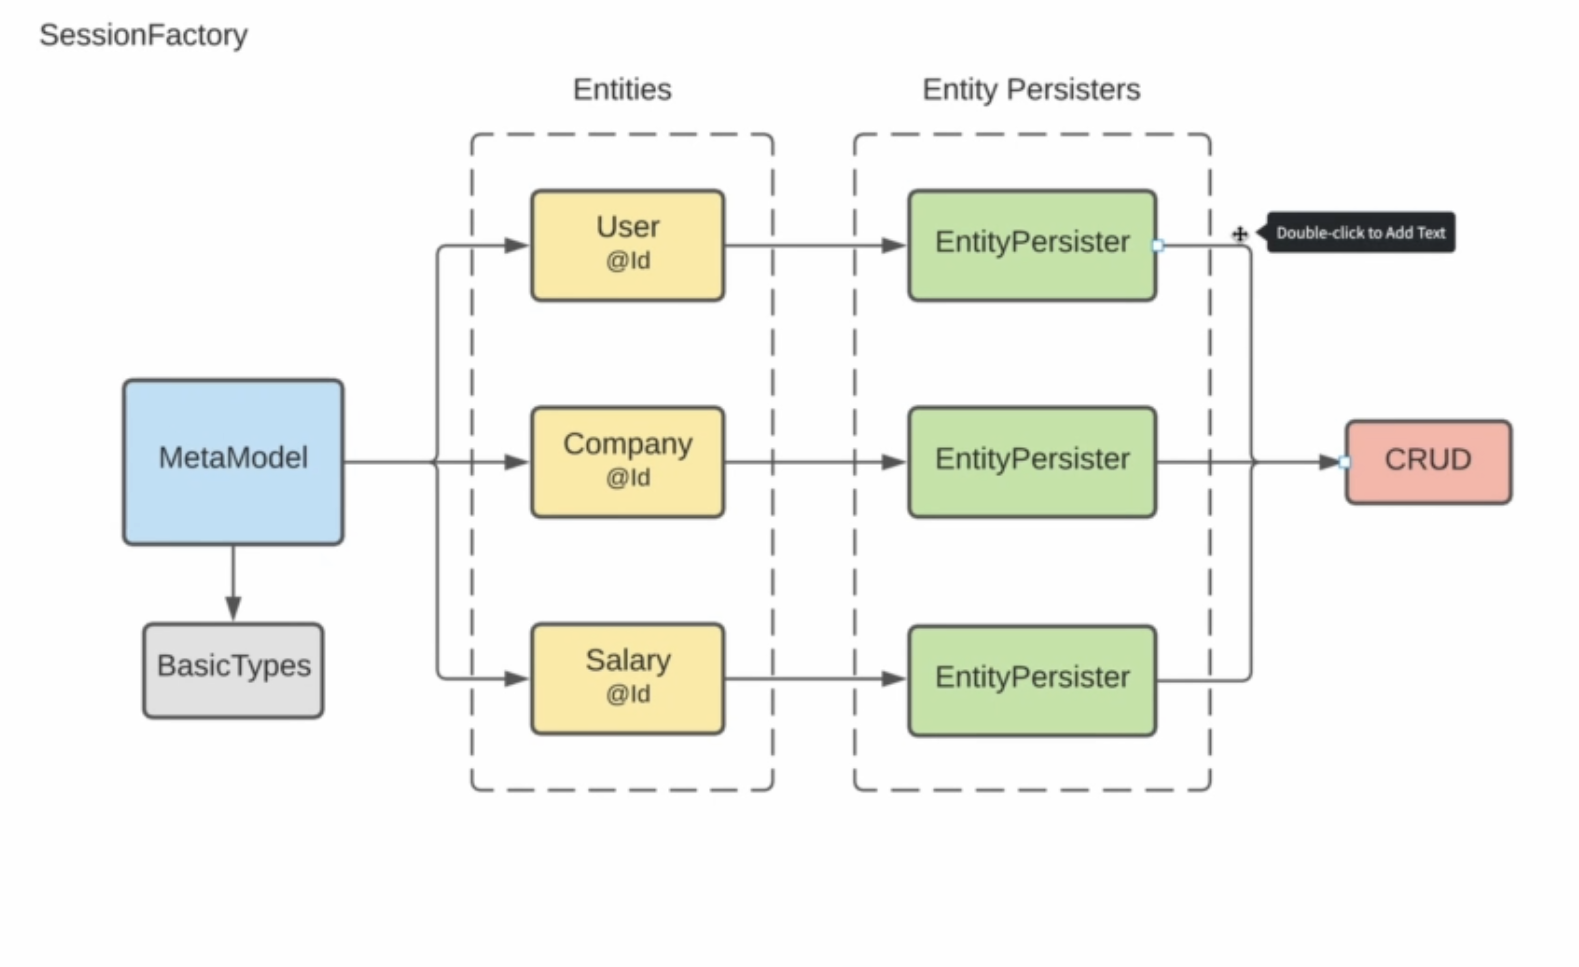 SessionFactory
Entities
Entity Persisters
User
@Id
EntityPersister
Double-click to Add Text
MetaModel
Company
@Id
EntityPersister
CRUD
BasicTypes
Salary
@Id
EntityPersister